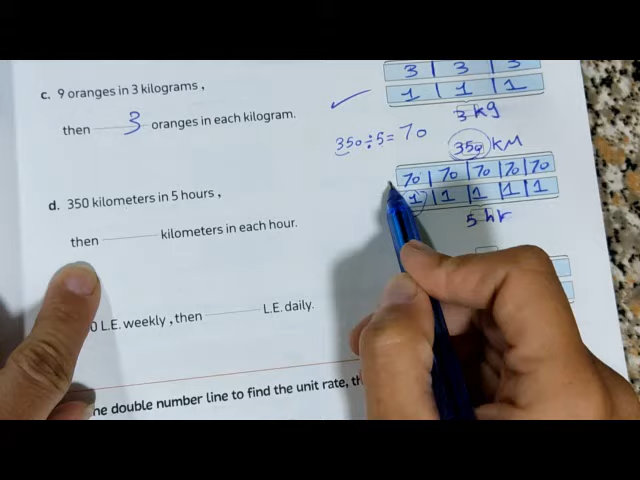 3 3 3
c. 9 oranges in 3 kilograms ,
1 1 1
then 3 oranges in each kilogram.
3 kg
350 ÷ 5 = 70
350 KM
70 70 70 70 70
d. 350 kilometers in 5 hours ,
1 1 1 1 1
then kilometers in each hour.
5 hr
0 L.E. weekly , then L.E. daily.
he double number line to find the unit rate, th